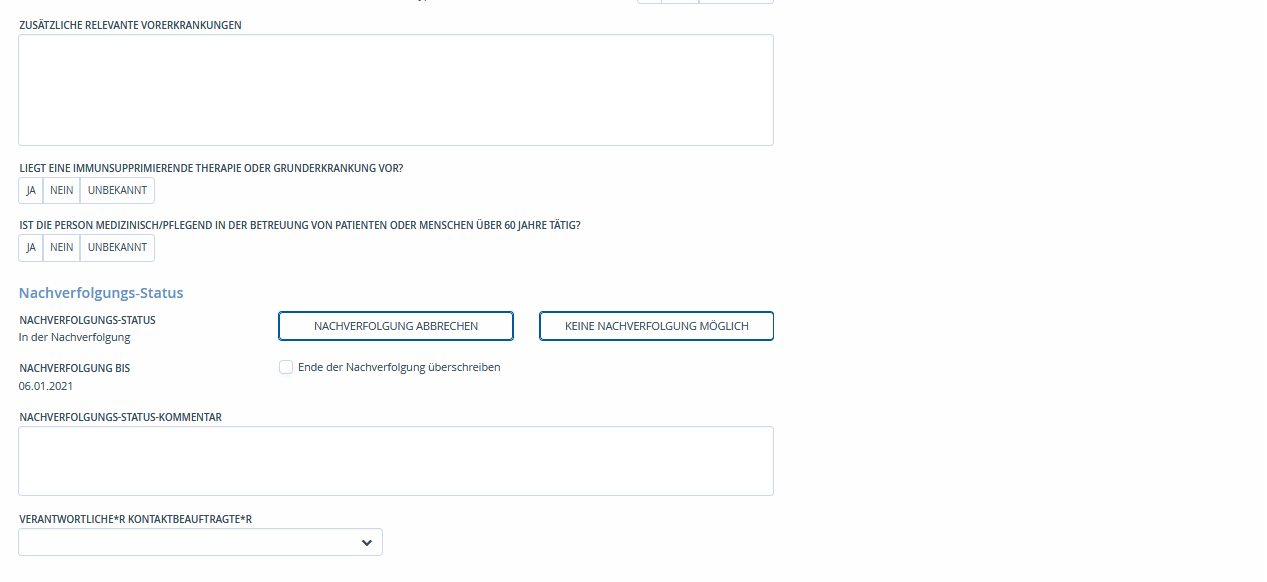 ZUSÄTZLICHE RELEVANTE VORERKRANKUNGEN
LIEGT EINE IMMUNSUPPRIMIERENDE THERAPIE ODER GRUNDERKRANKUNG VOR?
JA NEIN UNBEKANNT
IST DIE PERSON MEDIZINISCH/PFLEGEND IN DER BETREUUNG VON PATIENTEN ODER MENSCHEN ÜBER 60 JAHRE TÄTIG?
JA NEIN UNBEKANNT
Nachverfolgungs-Status
NACHVERFOLGUNGS-STATUS
In der Nachverfolgung
NACHVERFOLGUNG ABBRECHEN
KEINE NACHVERFOLGUNG MÖGLICH
NACHVERFOLGUNG BIS
06.01.2021
Ende der Nachverfolgung überschreiben
NACHVERFOLGUNGS-STATUS-KOMMENTAR
VERANTWORTLICHE*R KONTAKTBEAUFTRAGTE*R